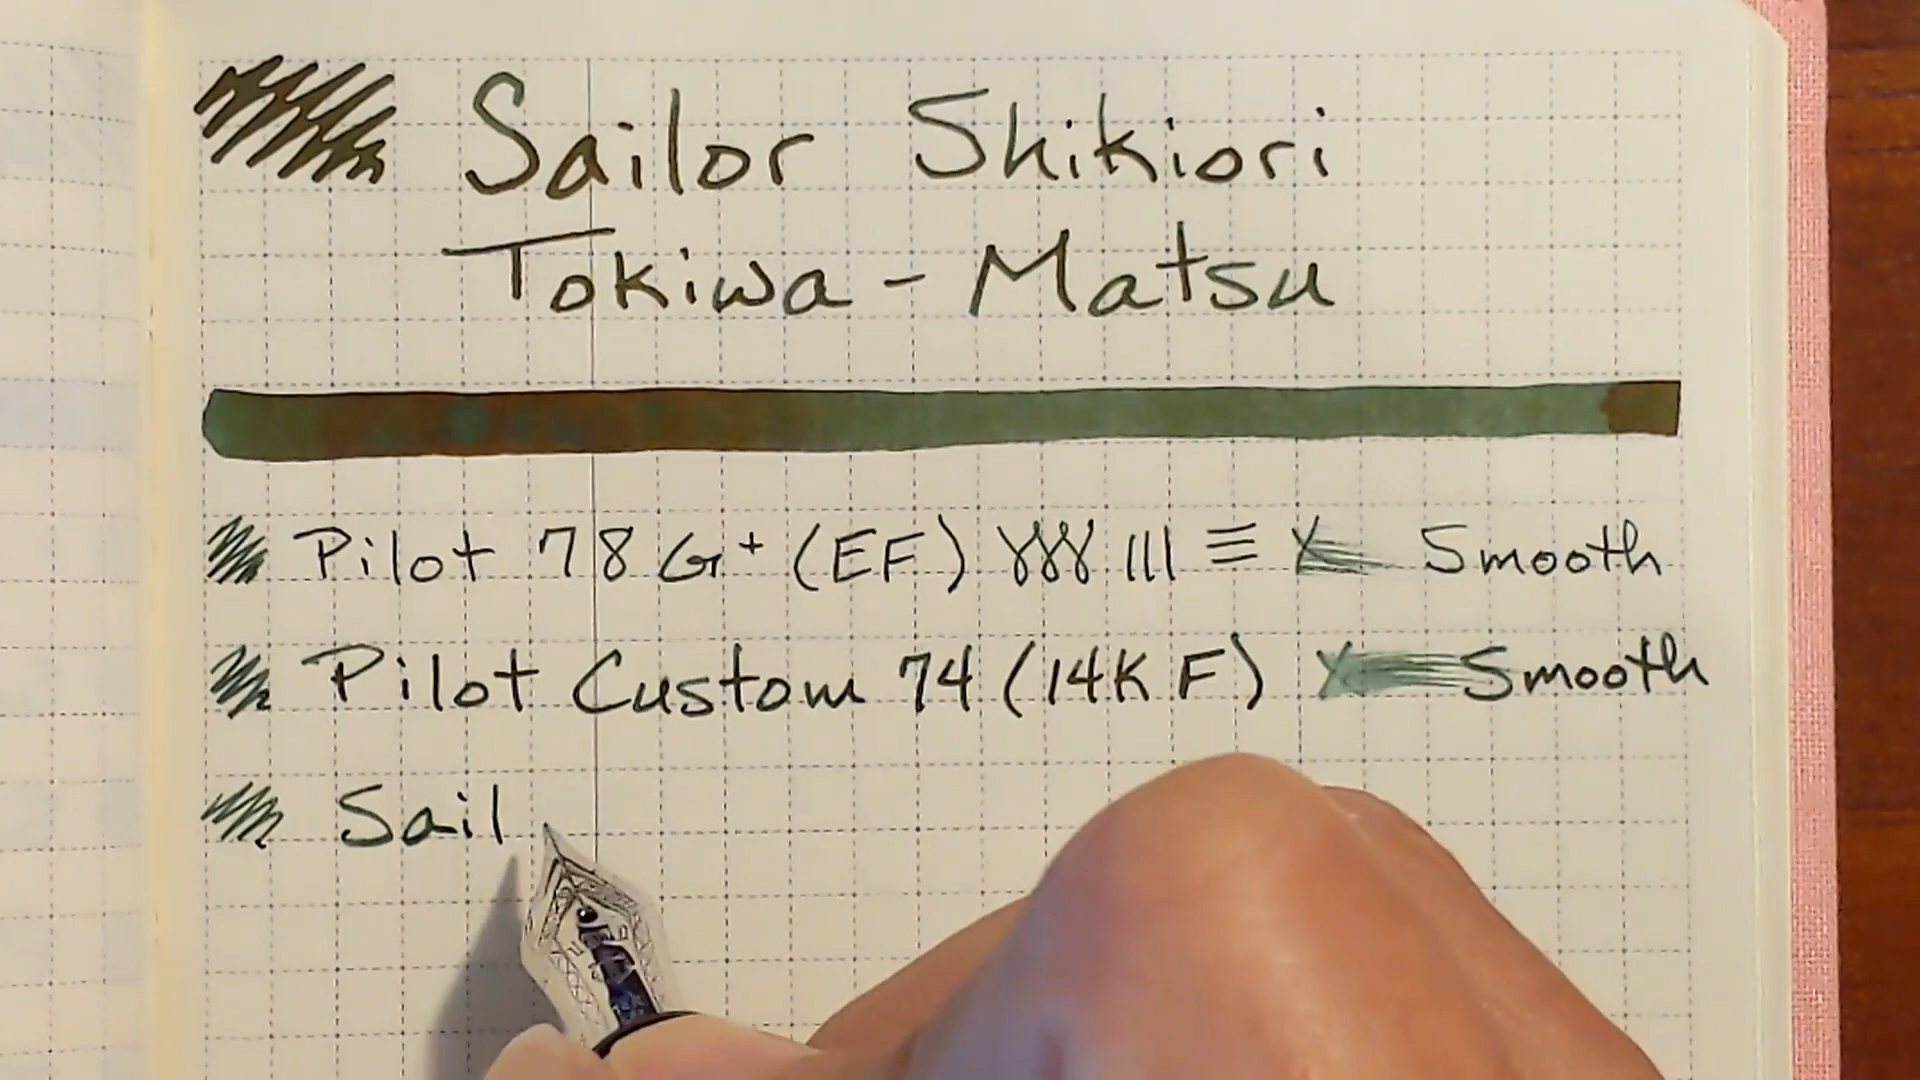 Sailor Shikiori
Tokiwa-Matsu
Pilot 78G+ (EF) Smooth
Pilot Custom 74 (14K F) Smooth
Sail